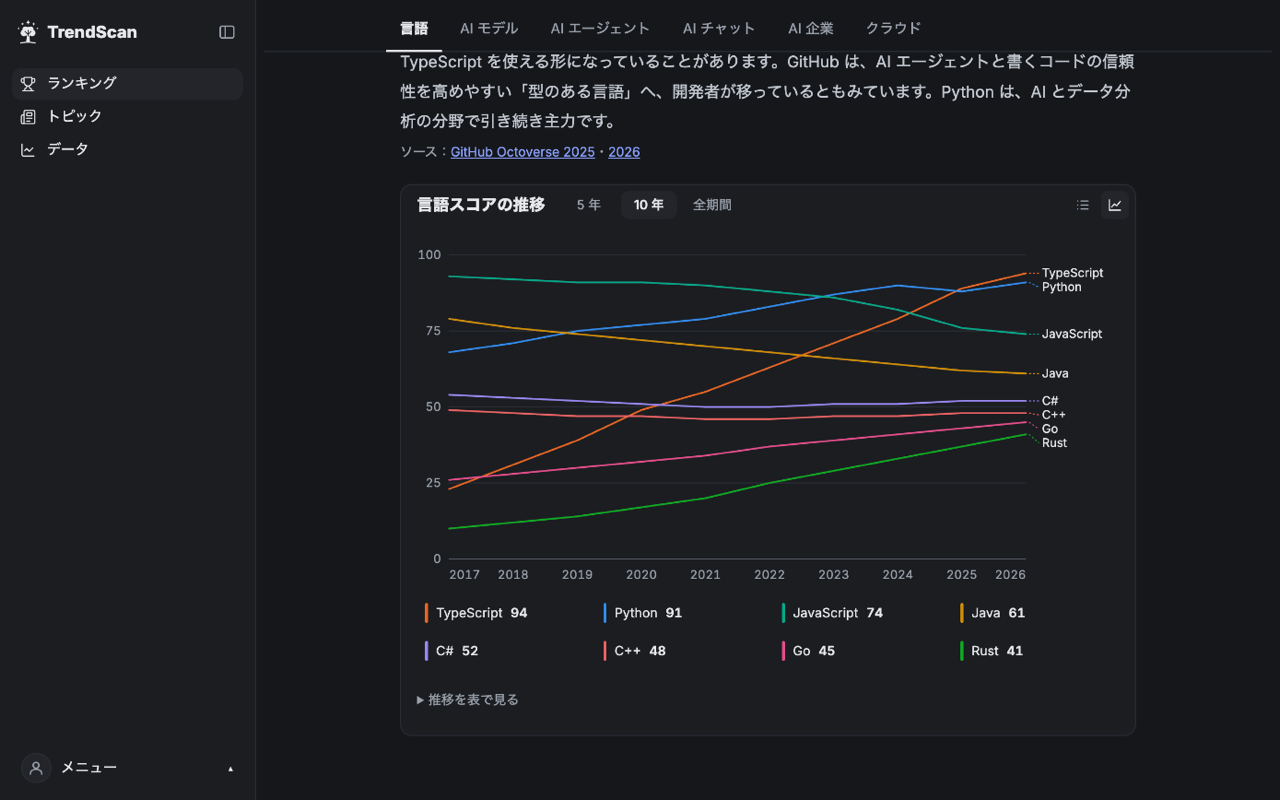 TrendScan
ランキング
トピック
データ
メニュー
言語 AI モデル AI エージェント AI チャット AI 企業 クラウド
TypeScript を使える形になっていることがあります。GitHub は、AI エージェントと書くコードの信頼
性を高めやすい「型のある言語」へ、開発者が移っているともみています。Python は、AI とデータ分
析の分野で引き続き主力です。
ソース：GitHub Octoverse 2025・2026
言語スコアの推移 5 年 10 年 全期間
100
75
50
25
0
TypeScript
Python
JavaScript
Java
C#
C++
Go
Rust
2017 2018 2019 2020 2021 2022 2023 2024 2025 2026
TypeScript 94 Python 91 JavaScript 74 Java 61
C# 52 C++ 48 Go 45 Rust 41
推移を表で見る